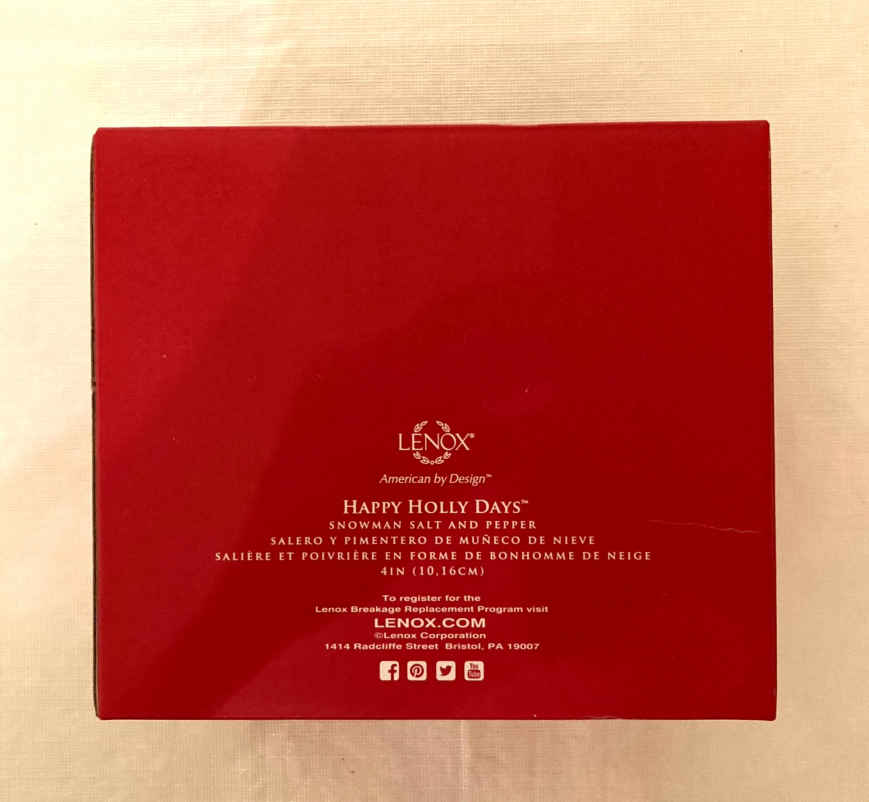 LENOX®
American by Design™
HAPPY HOLLY DAYS™
SNOWMAN SALT AND PEPPER
SALERO Y PIMENTERO DE MUÑECO DE NIEVE
SALIÈRE ET POIVRIÈRE EN FORME DE BONHOMME DE NEIGE
4IN (10,16CM)
To register for the
Lenox Breakage Replacement Program visit
LENOX.COM
©Lenox Corporation
1414 Radcliffe Street Bristol, PA 19007
You Tube